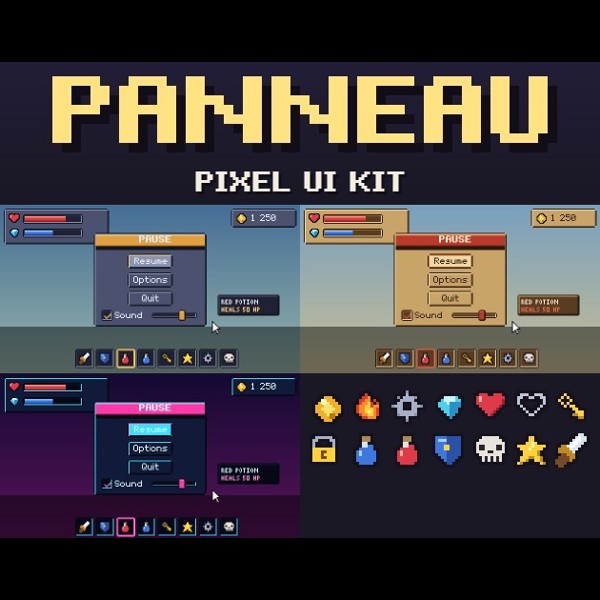 PANNEAU
PIXEL UI KIT
1 250
PAUSE
Resume
Options
Quit
Sound
RED POTION
HEALS 50 HP
1 250
PAUSE
Resume
Options
Quit
Sound
RED POTION
HEALS 50 HP
1 250
PAUSE
Resume
Options
Quit
Sound
RED POTION
HEALS 50 HP